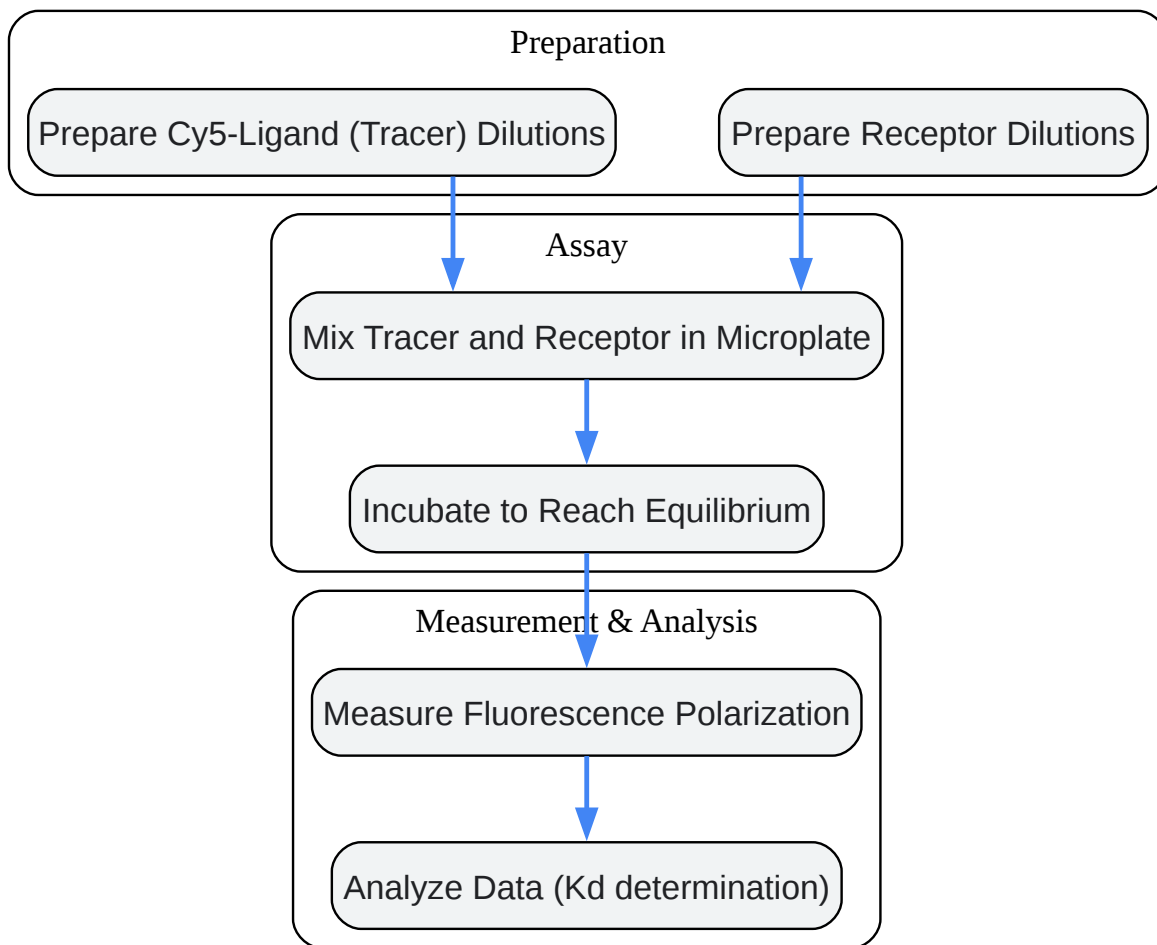 Preparation
Prepare Cy5-Ligand (Tracer) Dilutions
Prepare Receptor Dilutions
Assay
Mix Tracer and Receptor in Microplate
Incubate to Reach Equilibrium
Measurement & Analysis
Measure Fluorescence Polarization
Analyze Data (Kd determination)